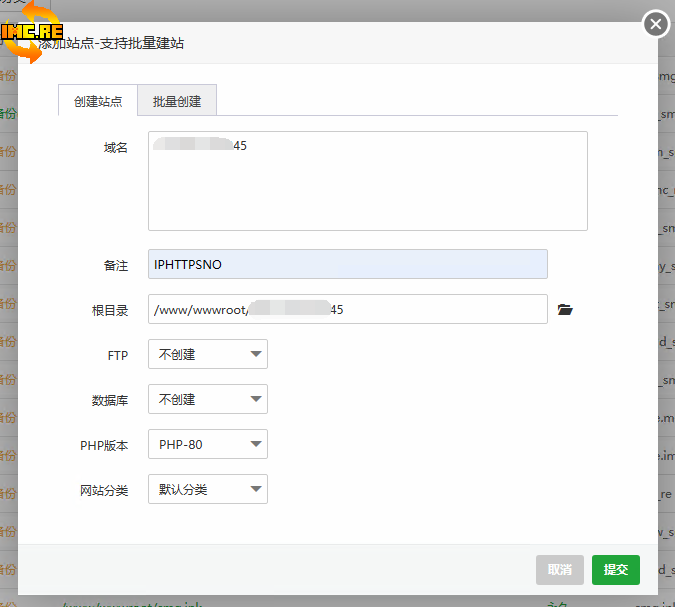 IMC.RE
添加站点-支持批量建站
创建站点
批量创建
域名
45
备注
IPHTTPSNO
根目录
/www/wwwroot/
45
FTP
不创建
数据库
不创建
PHP版本
PHP-80
网站分类
默认分类
取消
提交